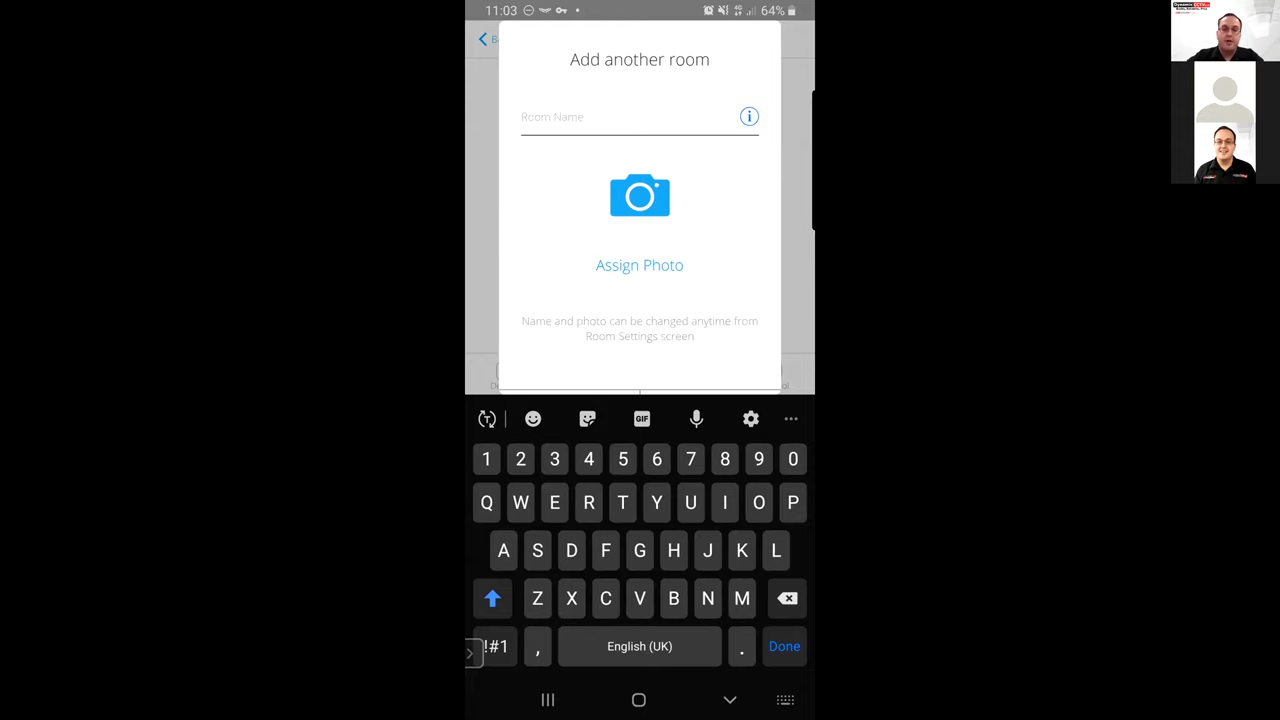 11:03
64%
Add another room
Room Name
i
Assign Photo
Name and photo can be changed anytime from
Room Settings screen
GIF
1 2 3 4 5 6 7 8 9 0
Q W E R T Y U I O P
A S D F G H J K L
Z X C V B N M
!#1 , English (UK) . Done